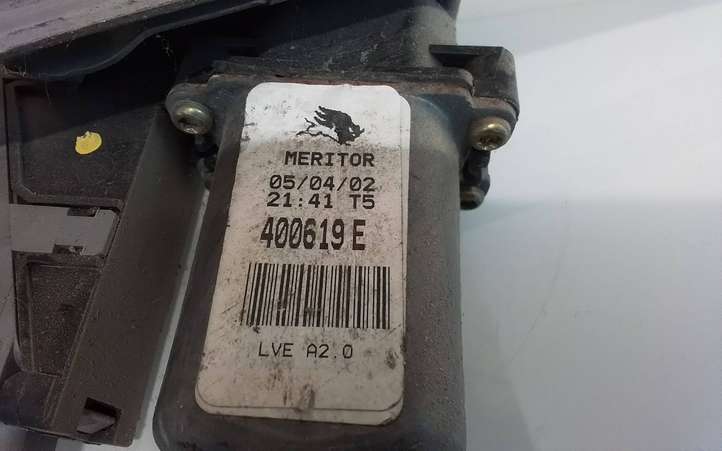 MERITOR
05/04/02
21:41 T5
400619 E
LVE A2.0